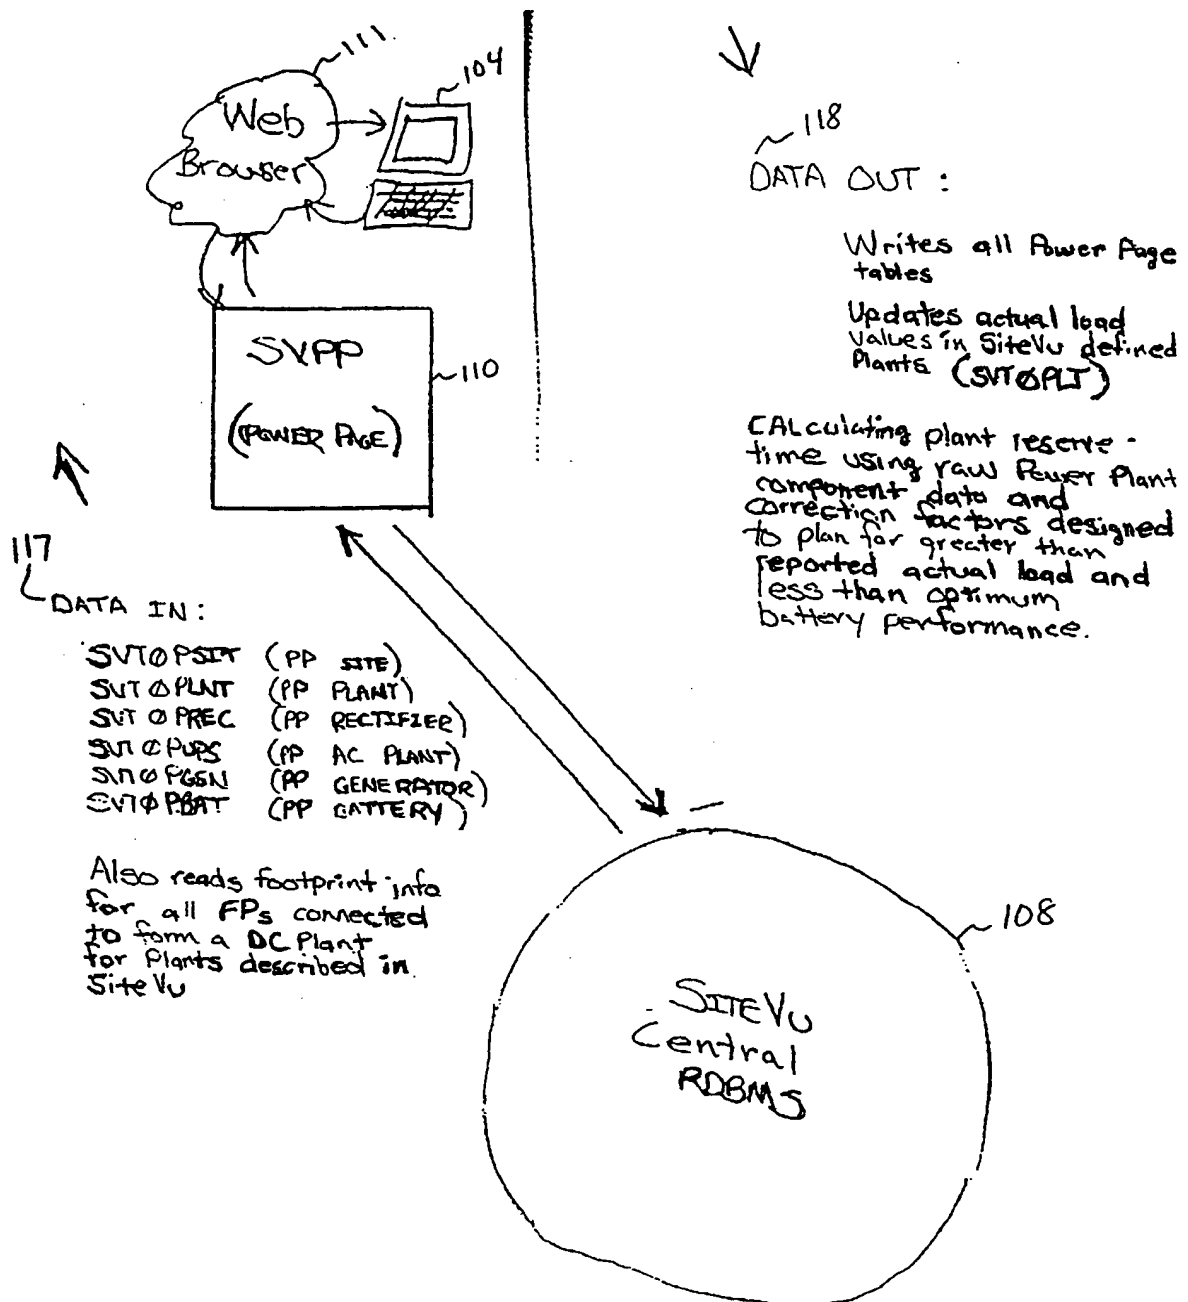 111
104
Web
Browser
SVPP
(POWER PAGE)
110
117
DATA IN:
SVTØPSIT (PP SITE)
SVTØPLNT (PP PLANT)
SVTØPREC (PP RECTIFIER)
SVTØPUPS (PP AC PLANT)
SVTØPGEN (PP GENERATOR)
SVTØPBAT (PP BATTERY)
Also reads footprint info
for all FPs connected
to form a DC Plant
for Plants described in
SiteVu
118
DATA OUT:
Writes all Power Page
tables
Updates actual load
values in SiteVu defined
Plants (SVTØPLT)
CALculating plant reserve-
time using raw Power Plant
component data and
correction factors designed
to plan for greater than
reported actual load and
less than optimum
battery performance.
108
SITEVU
Central
RDBMS